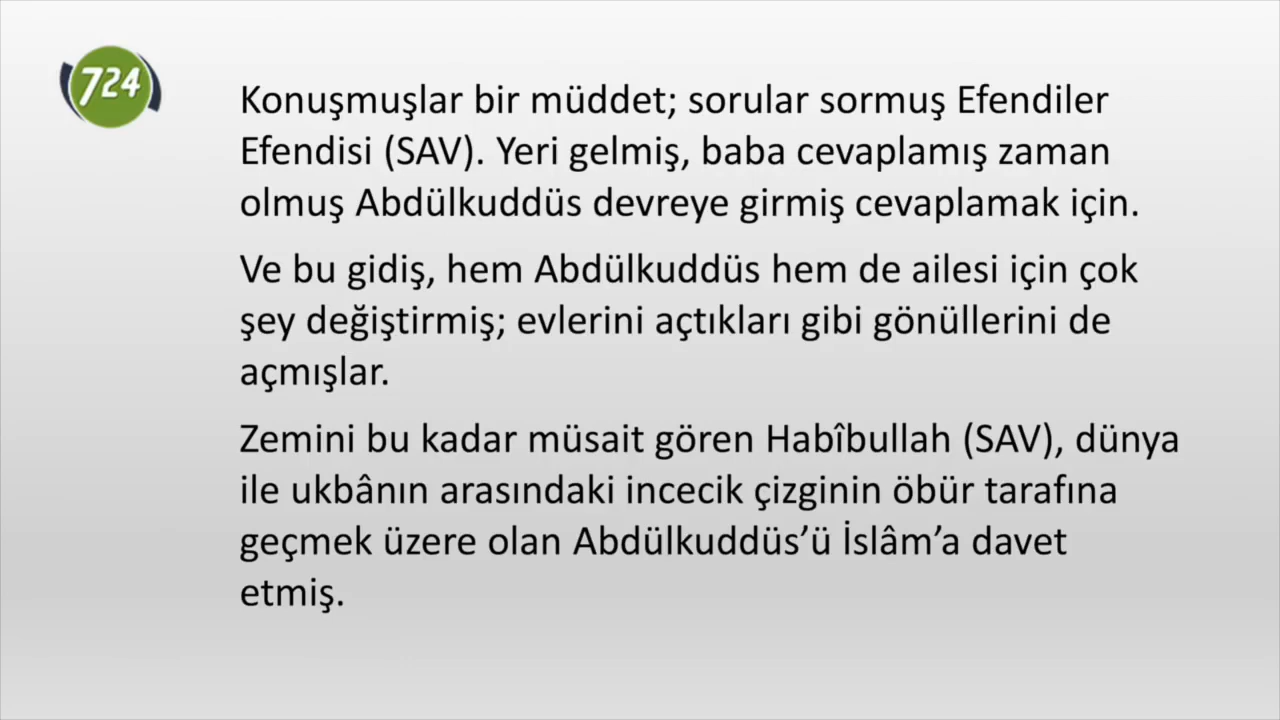 724
Konuşmuşlar bir müddet; sorular sormuş Efendiler
Efendisi (SAV). Yeri gelmiş, baba cevaplamış zaman
olmuş Abdülkuddüs devreye girmiş cevaplamak için.
Ve bu gidiş, hem Abdülkuddüs hem de ailesi için çok
şey değiştirmiş; evlerini açtıkları gibi gönüllerini de
açmışlar.
Zemini bu kadar müsait gören Habîbullah (SAV), dünya
ile ukbânın arasındaki incecik çizginin öbür tarafına
geçmek üzere olan Abdülkuddüs’ü İslâm’a davet
etmiş.